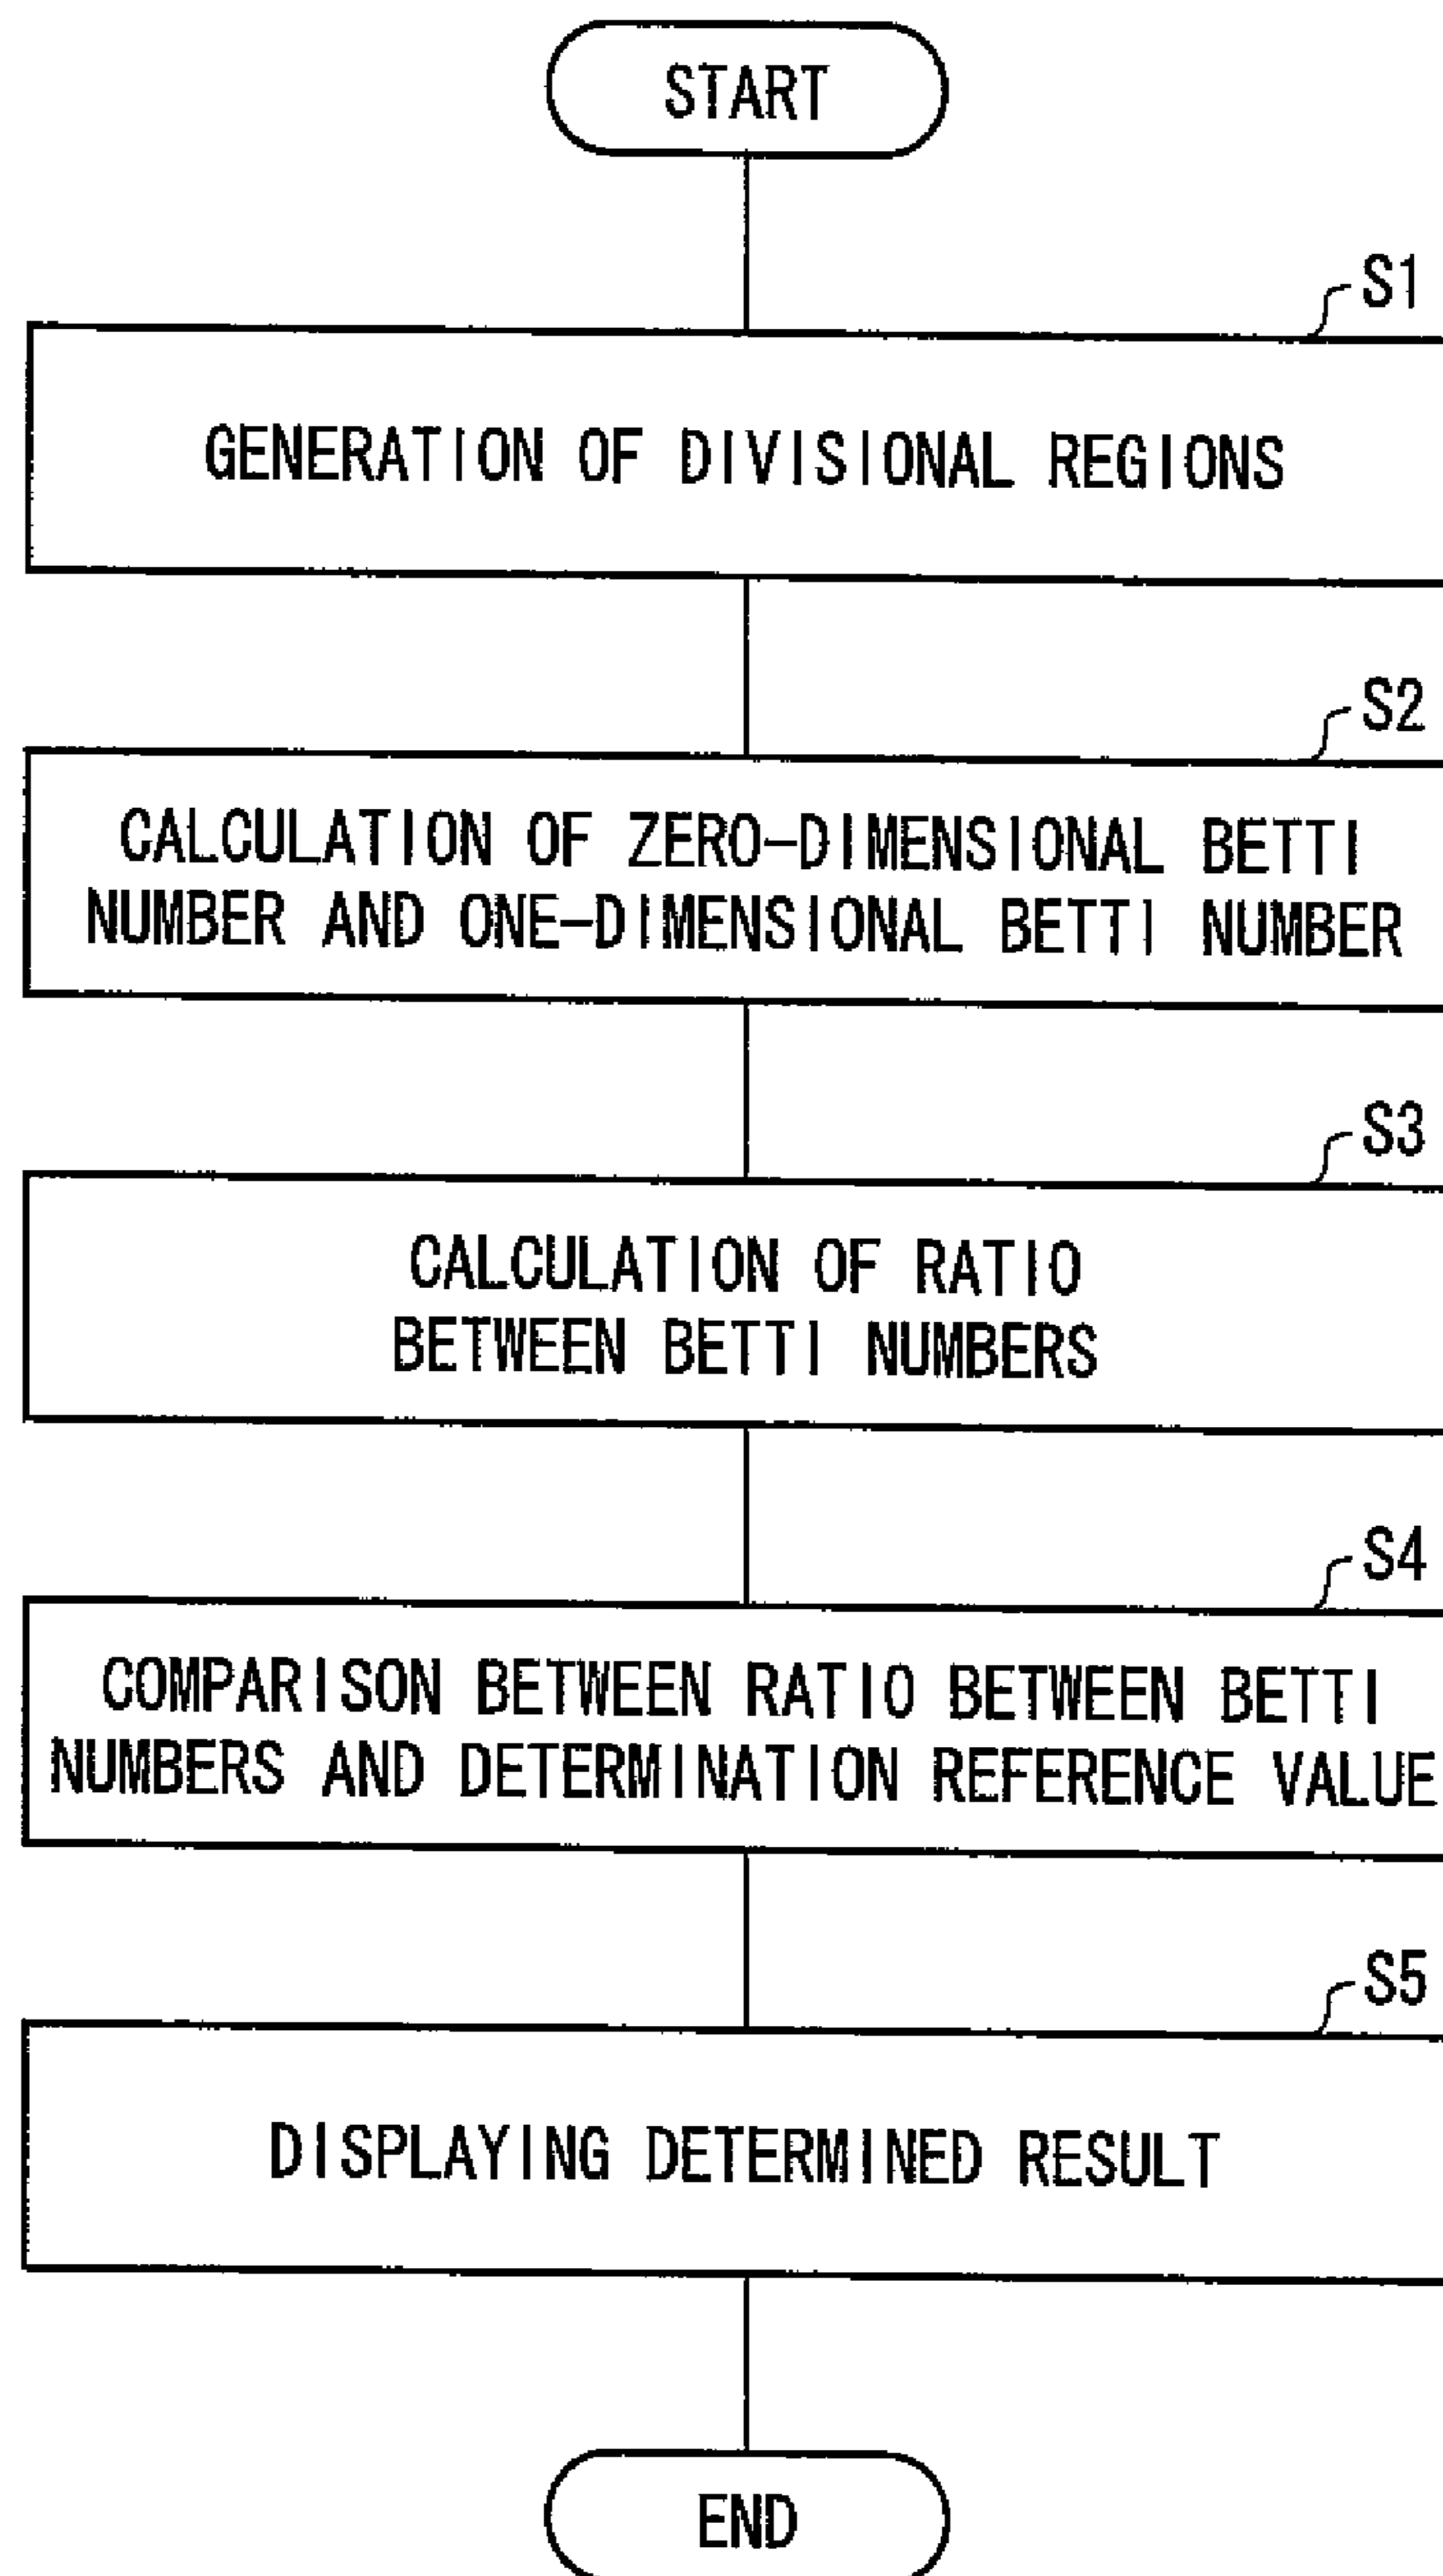 START
S1
GENERATION OF DIVISIONAL REGIONS
S2
CALCULATION OF ZERO-DIMENSIONAL BETTI
NUMBER AND ONE-DIMENSIONAL BETTI NUMBER
S3
CALCULATION OF RATIO
BETWEEN BETTI NUMBERS
S4
COMPARISON BETWEEN RATIO BETWEEN BETTI
NUMBERS AND DETERMINATION REFERENCE VALUE
S5
DISPLAYING DETERMINED RESULT
END